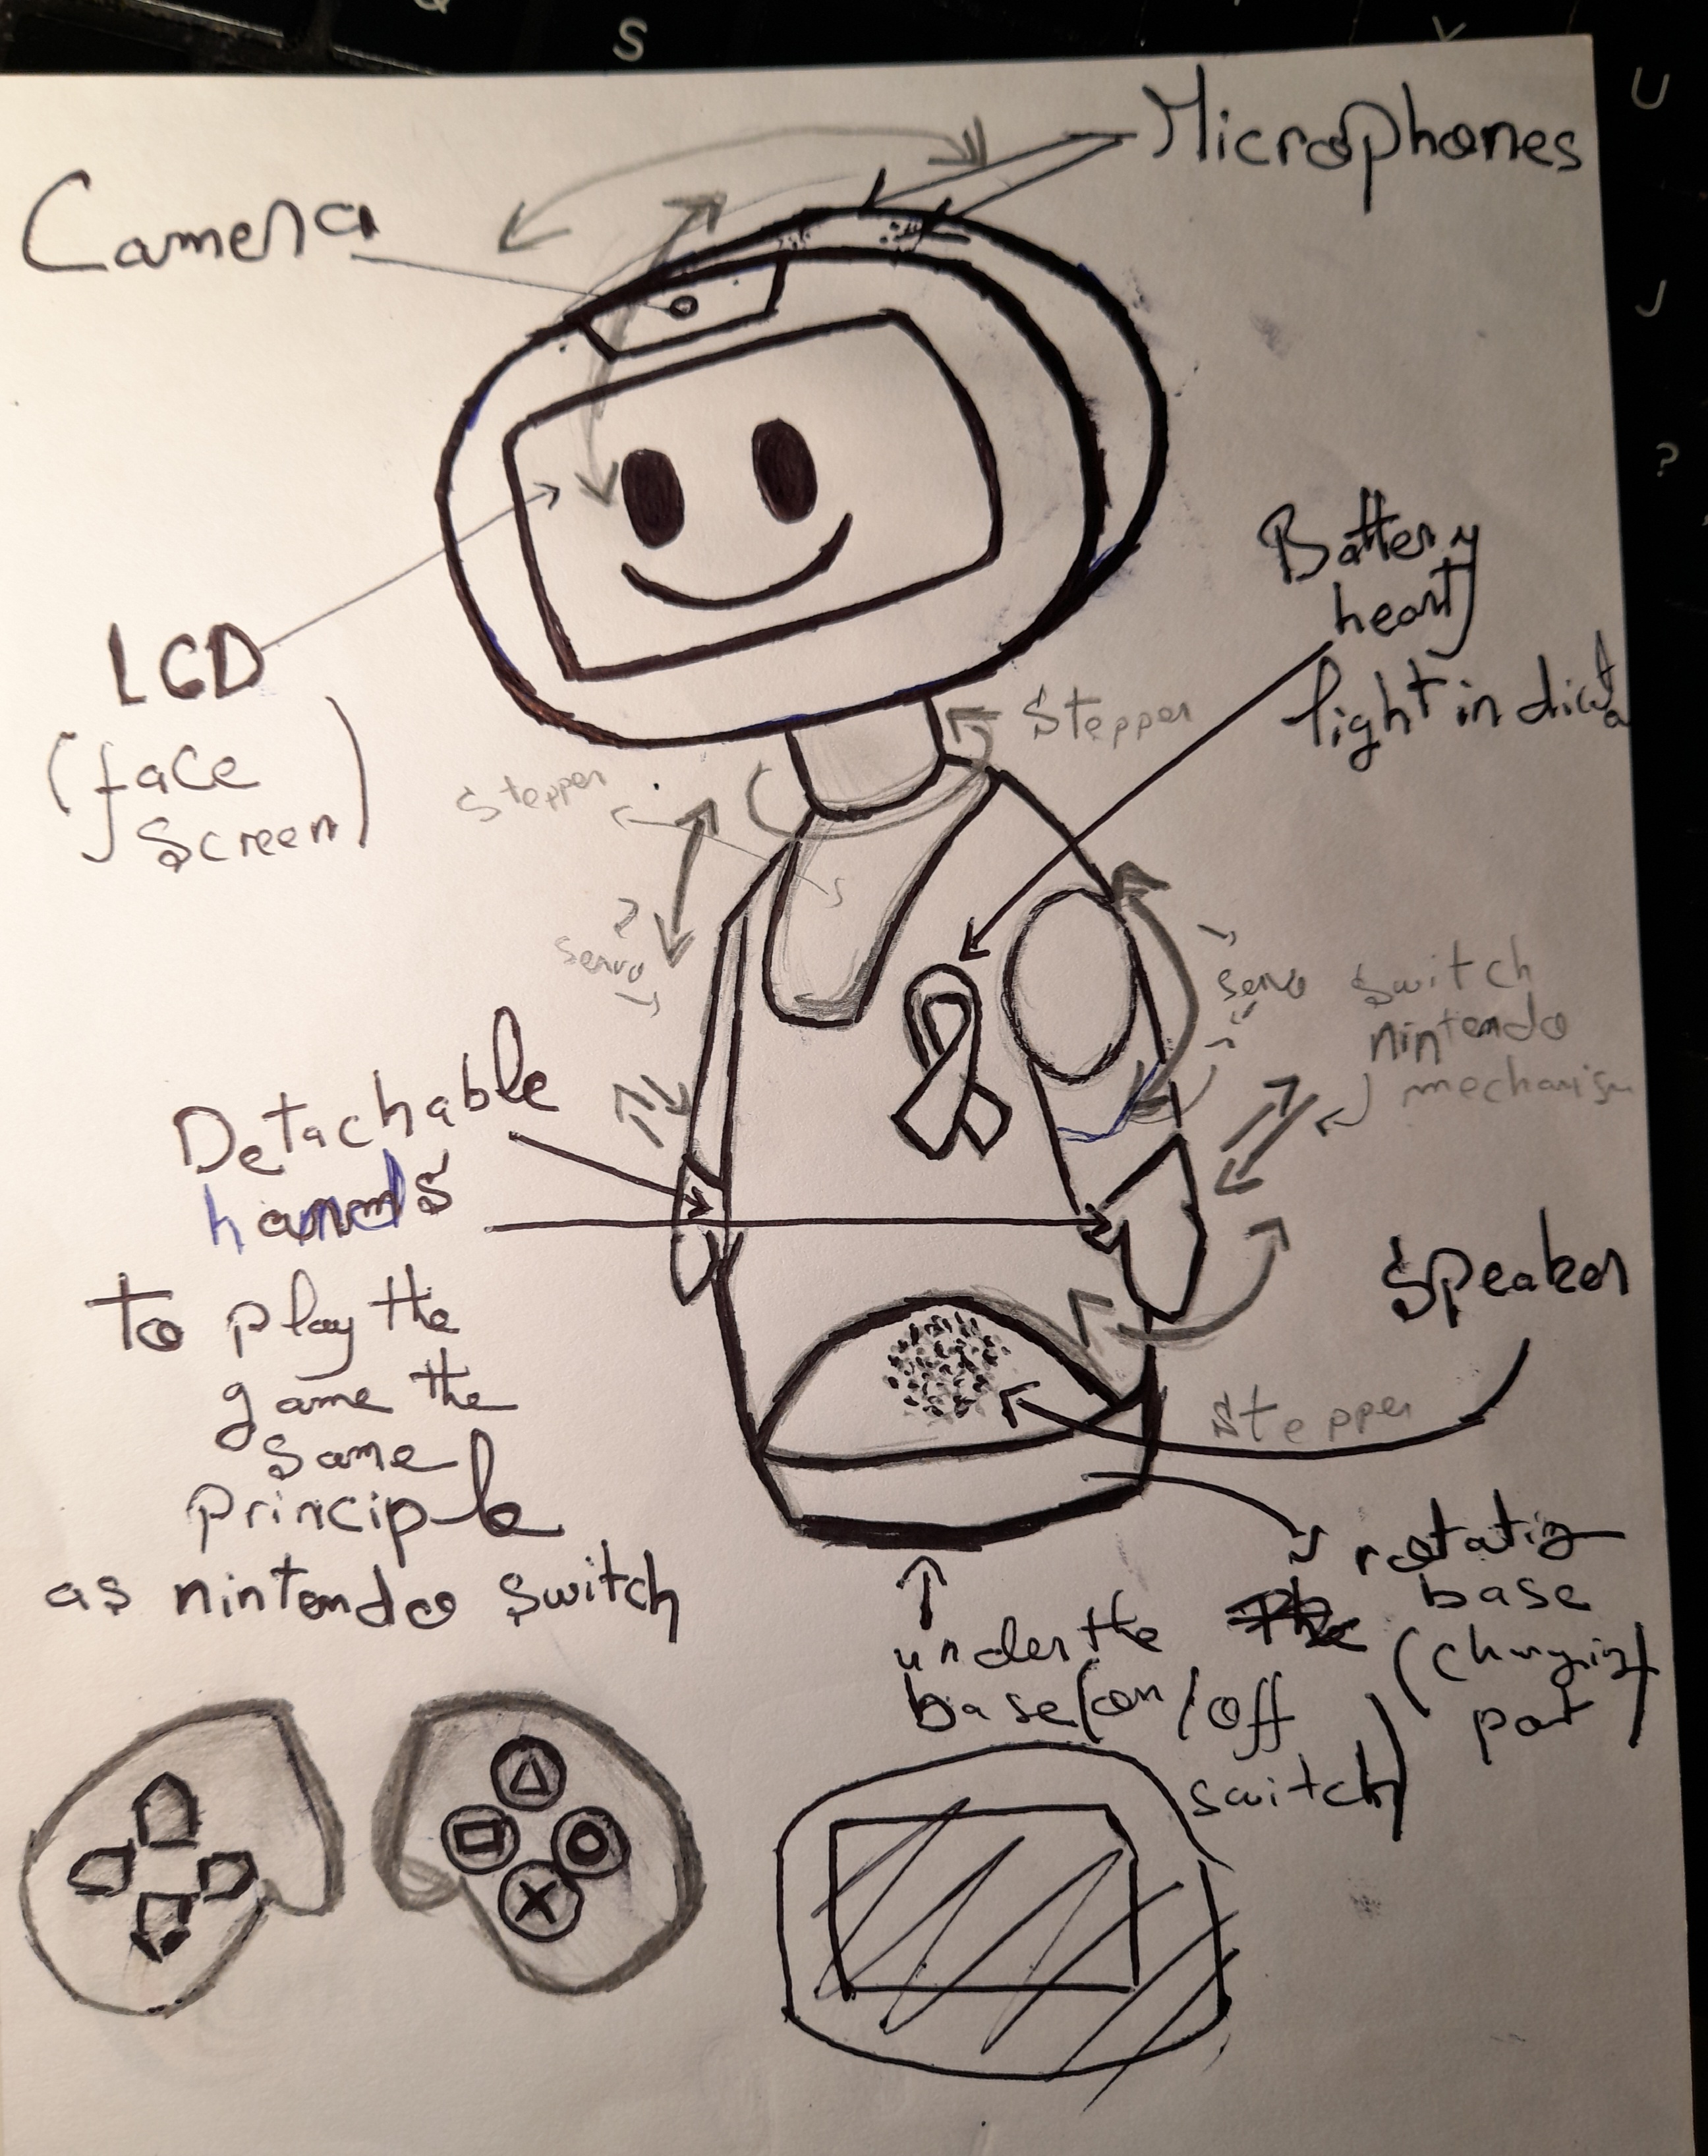 S
U
J
?
Microphones
Camera
LCD
(face
screen)
Battery
heart
light indicta
Stepper
Stepper
servo
servo
switch
nintendo
mechanism
Detachable
hands
to play the
game the
same
principle
as nintendo switch
Speaker
Stepper
rotatig
base
(charging
part)
under the
base (on/off
switch)